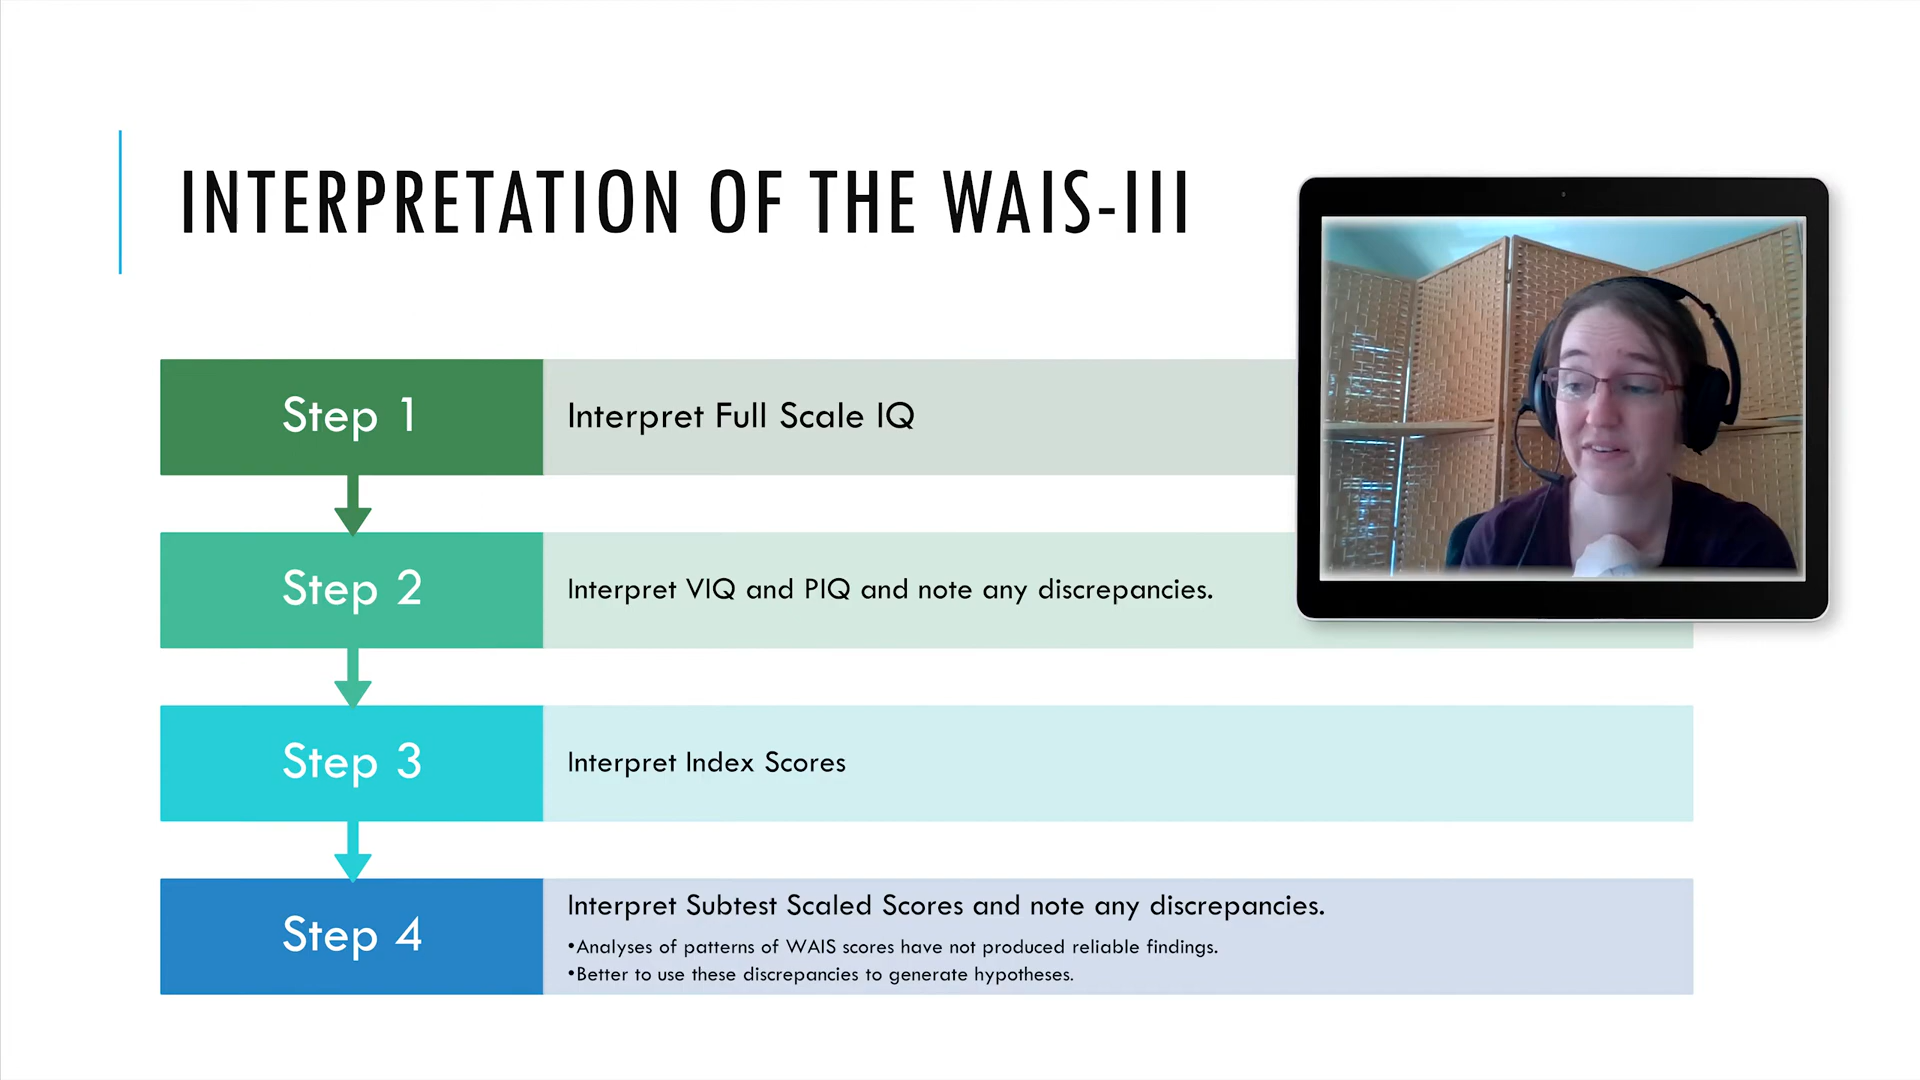 INTERPRETATION OF THE WAIS-III
Step 1
Interpret Full Scale IQ
Step 2
Interpret VIQ and PIQ and note any discrepancies.
Step 3
Interpret Index Scores
Step 4
Interpret Subtest Scaled Scores and note any discrepancies.
•Analyses of patterns of WAIS scores have not produced reliable findings.
•Better to use these discrepancies to generate hypotheses.